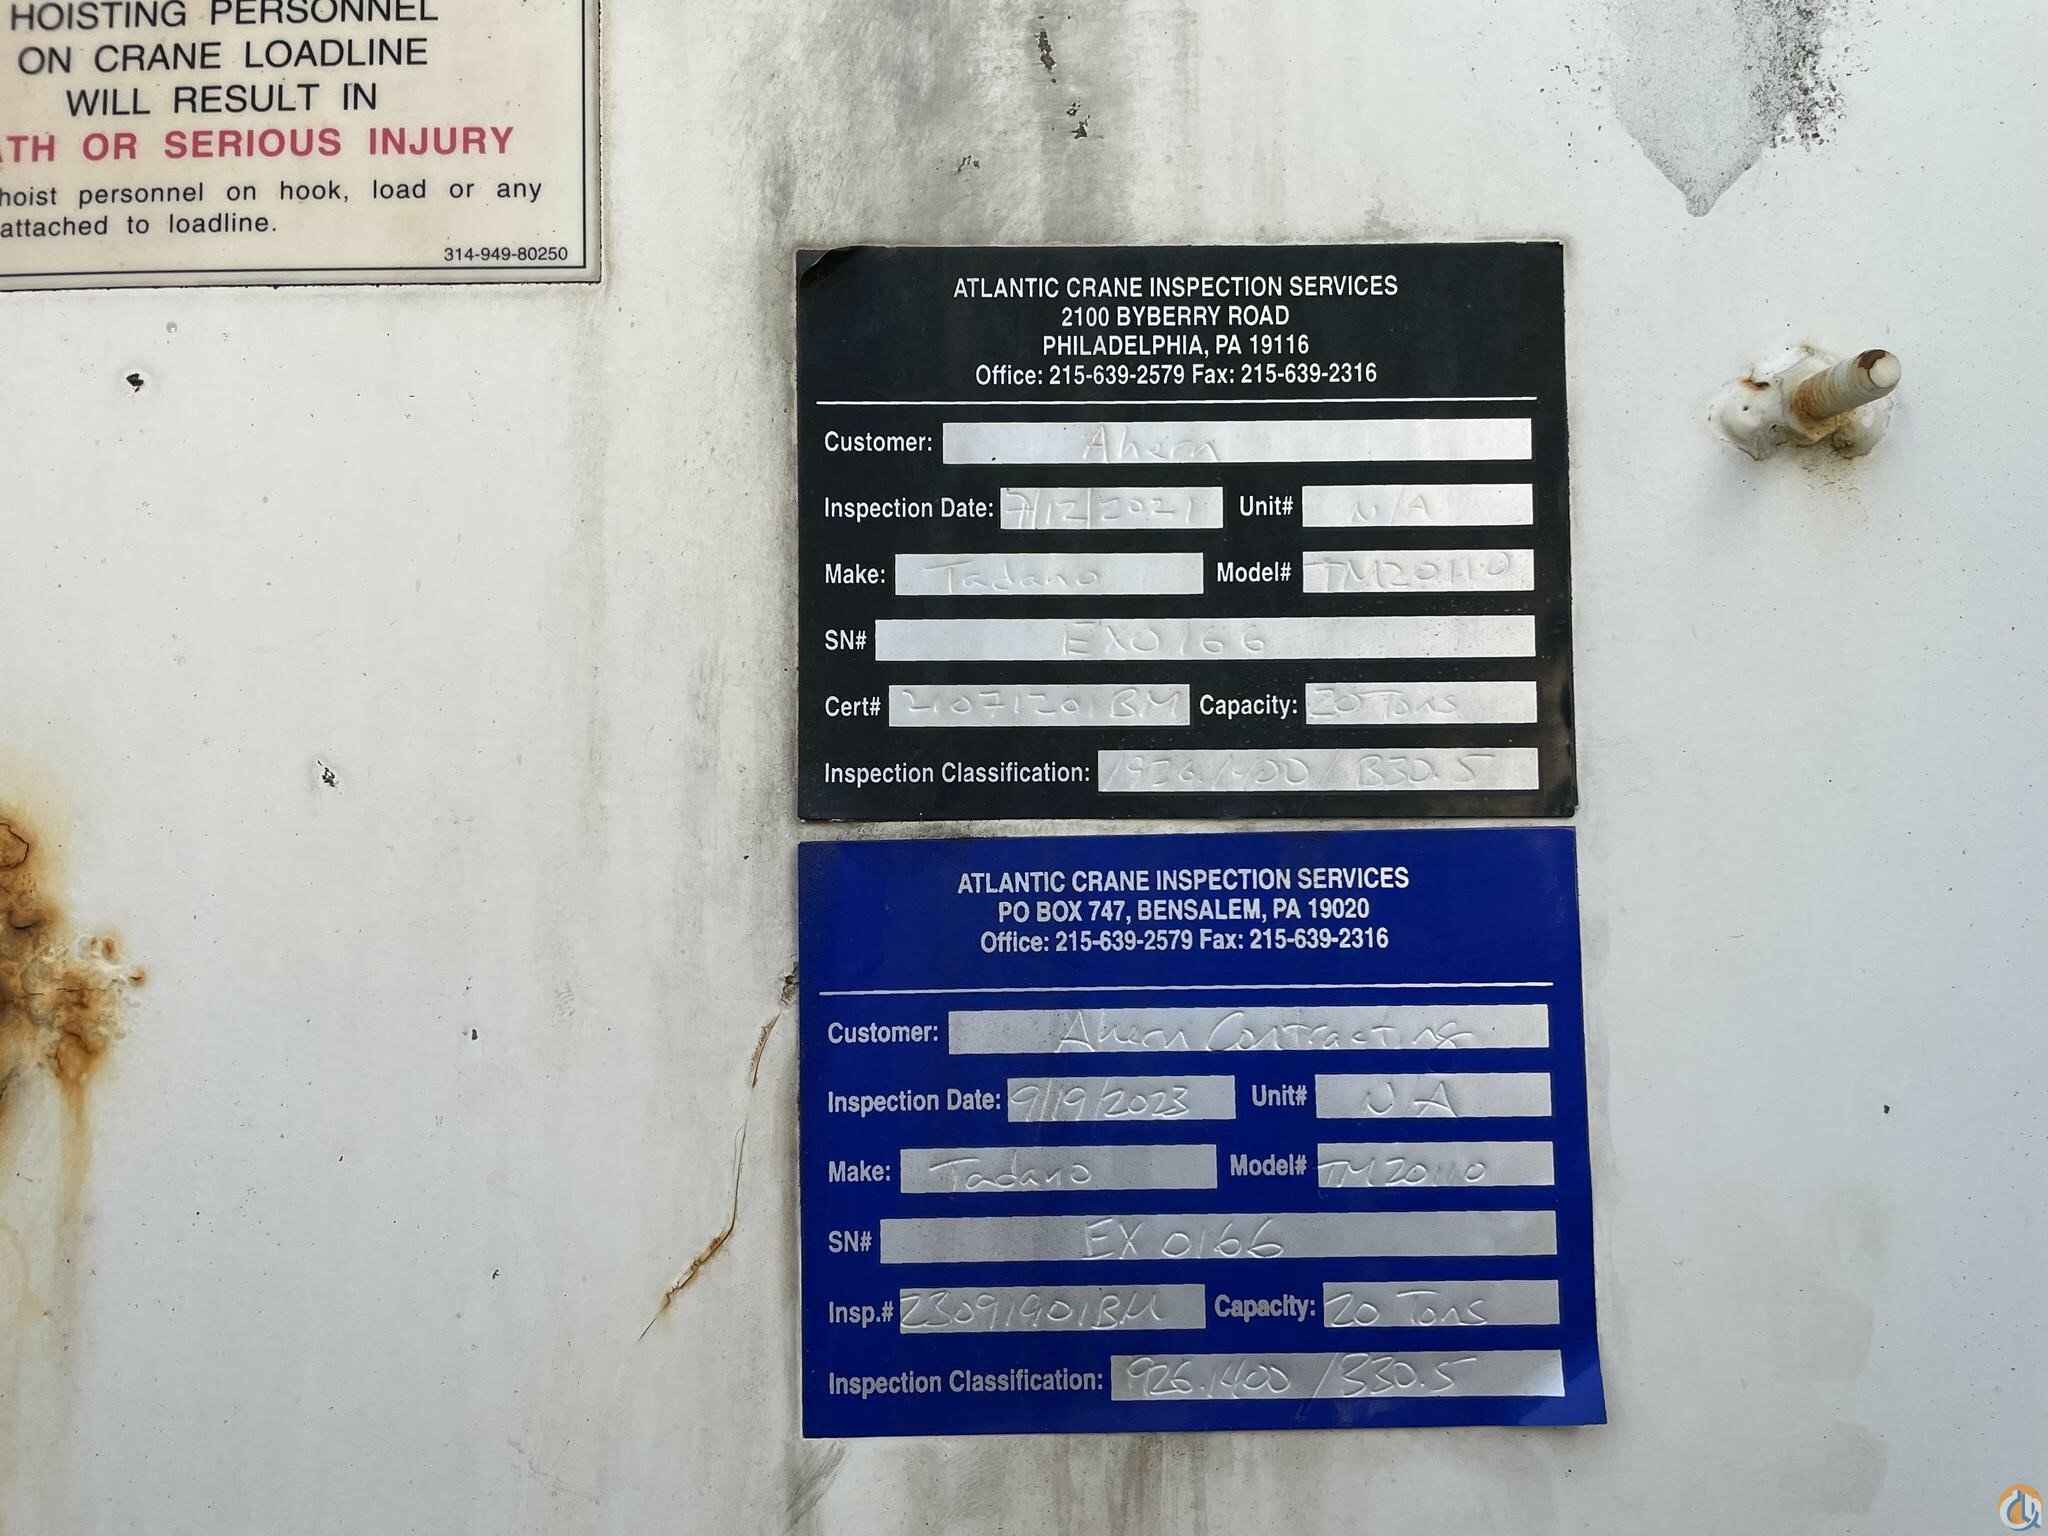 HOISTING PERSONNEL
ON CRANE LOADLINE
WILL RESULT IN
ATH OR SERIOUS INJURY
hoist personnel on hook, load or any
attached to loadline.
314-949-80250
ATLANTIC CRANE INSPECTION SERVICES
2100 BYBERRY ROAD
PHILADELPHIA, PA 19116
Office: 215-639-2579 Fax: 215-639-2316
Customer: Ahern
Inspection Date: 7/12/2021 Unit# N/A
Make: Tadano Model# TM20110
SN# EX0166
Cert# 21071201BM Capacity: 20 Tons
Inspection Classification: 1926.1400 / B30.5
ATLANTIC CRANE INSPECTION SERVICES
PO BOX 747, BENSALEM, PA 19020
Office: 215-639-2579 Fax: 215-639-2316
Customer: Ahern Contracting
Inspection Date: 9/19/2023 Unit# N A
Make: Tadano Model# TM20110
SN# EX 0166
Insp.# 23091901BM Capacity: 20 Tons
Inspection Classification: 926.1400 / B30.5